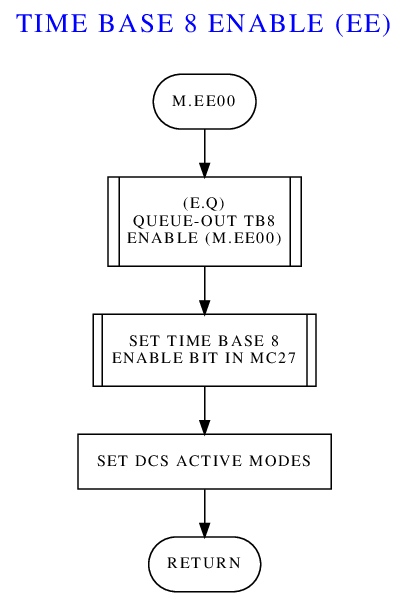 TIME BASE 8 ENABLE (EE)
M.EE00
(E.Q)
QUEUE-OUT TB8
ENABLE (M.EE00)
SET TIME BASE 8
ENABLE BIT IN MC27
SET DCS ACTIVE MODES
RETURN